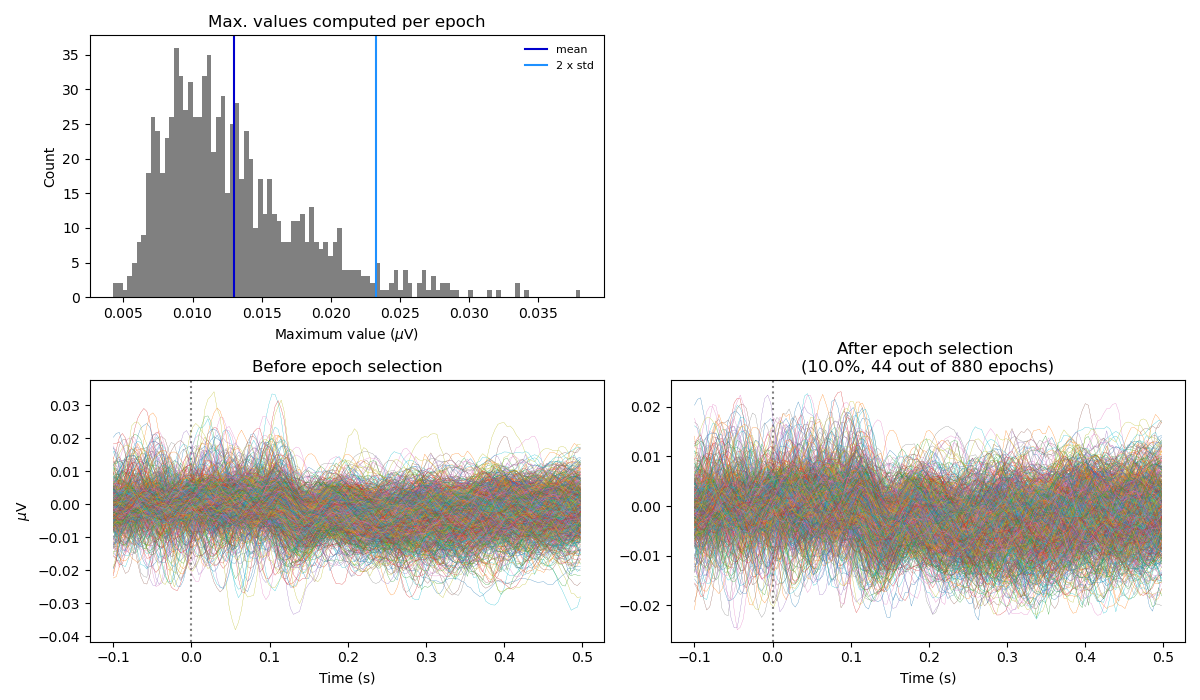 Max. values computed per epoch
mean
2 x std
Count
35
30
25
20
15
10
5
0
0.005 0.010 0.015 0.020 0.025 0.030 0.035
Maximum value (μV)
Before epoch selection
μV
0.03
0.02
0.01
0.00
−0.01
−0.02
−0.03
−0.04
−0.1 0.0 0.1 0.2 0.3 0.4 0.5
Time (s)
After epoch selection
(10.0%, 44 out of 880 epochs)
0.02
0.01
0.00
−0.01
−0.02
−0.1 0.0 0.1 0.2 0.3 0.4 0.5
Time (s)